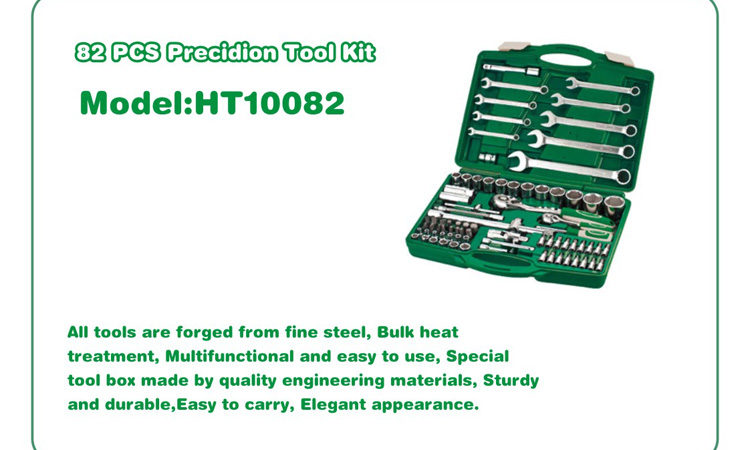 82 PCS Precidion Tool Kit
Model:HT10082
All tools are forged from fine steel, Bulk heat
treatment, Multifunctional and easy to use, Special
tool box made by quality engineering materials, Sturdy
and durable,Easy to carry, Elegant appearance.